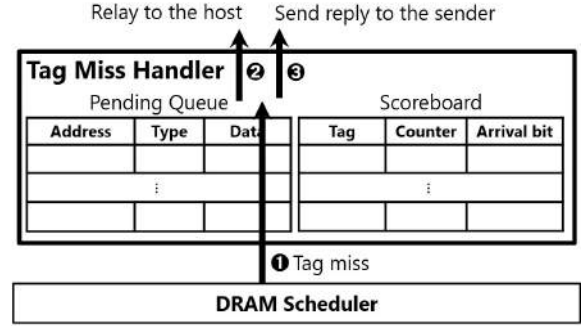 Relay to the host Send reply to the sender
Tag Miss Handler ❷ ❸
Pending Queue Scoreboard
Address Type Data Tag Counter Arrival bit
⋮ ⋮
❶ Tag miss
DRAM Scheduler